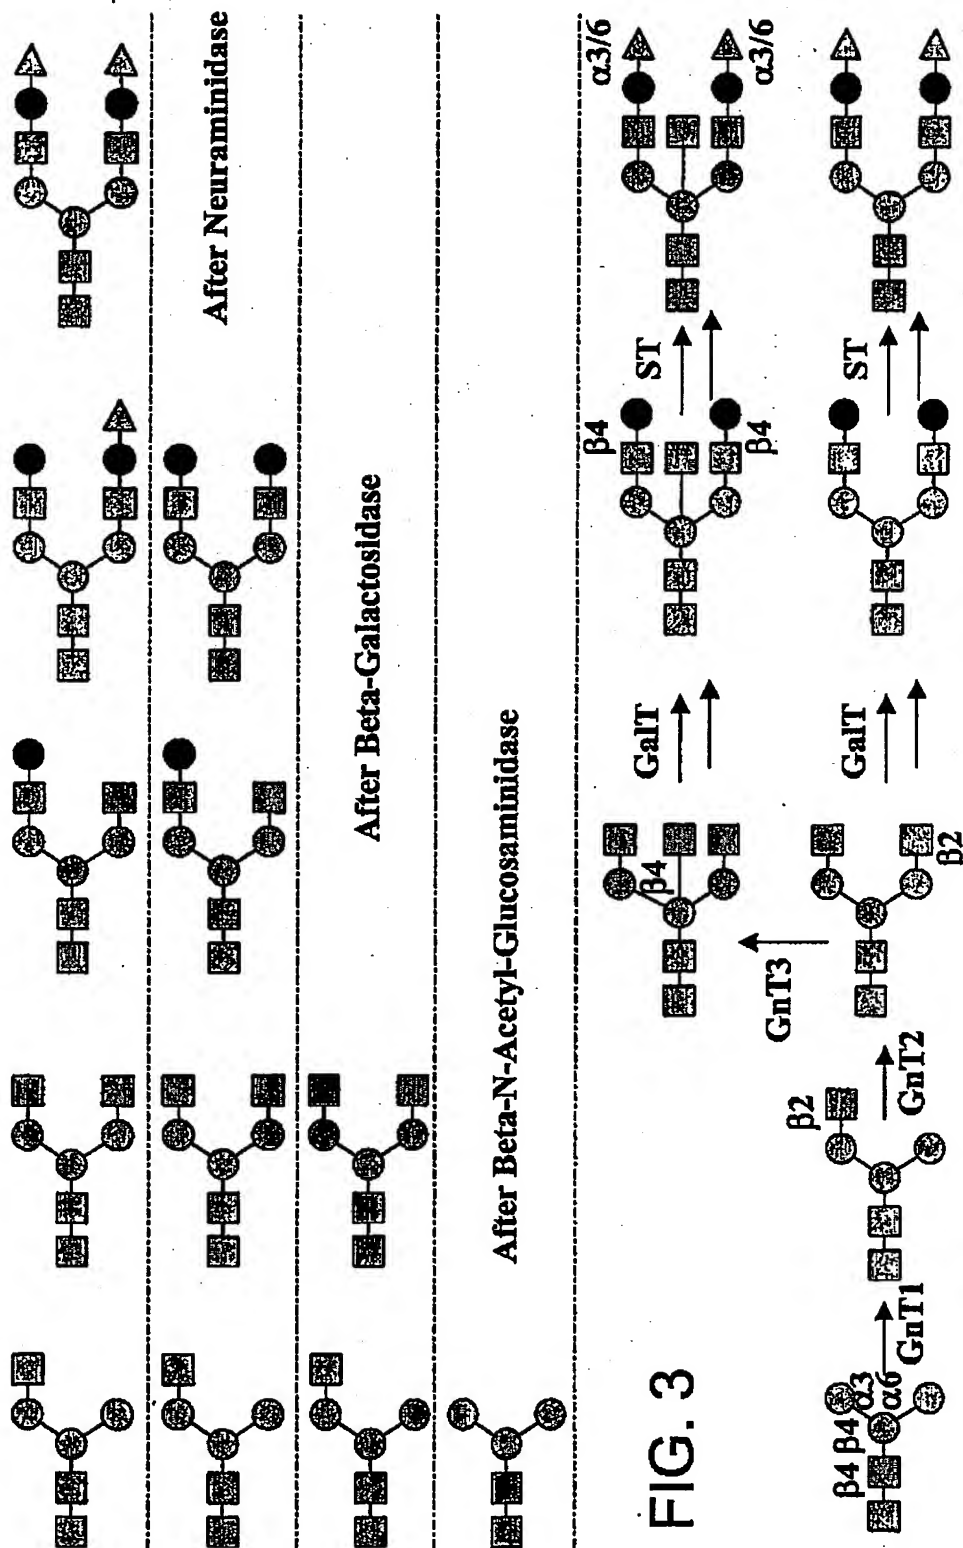 After Neuraminidase
After Beta-Galactosidase
After Beta-N-Acetyl-Glucosaminidase
FIG. 3
β4
GnT3
GalT
β4
β4
ST
α3/6
α3/6
β4 β4
α3
α6
GnT1
β2
GnT2
β2
GalT
ST